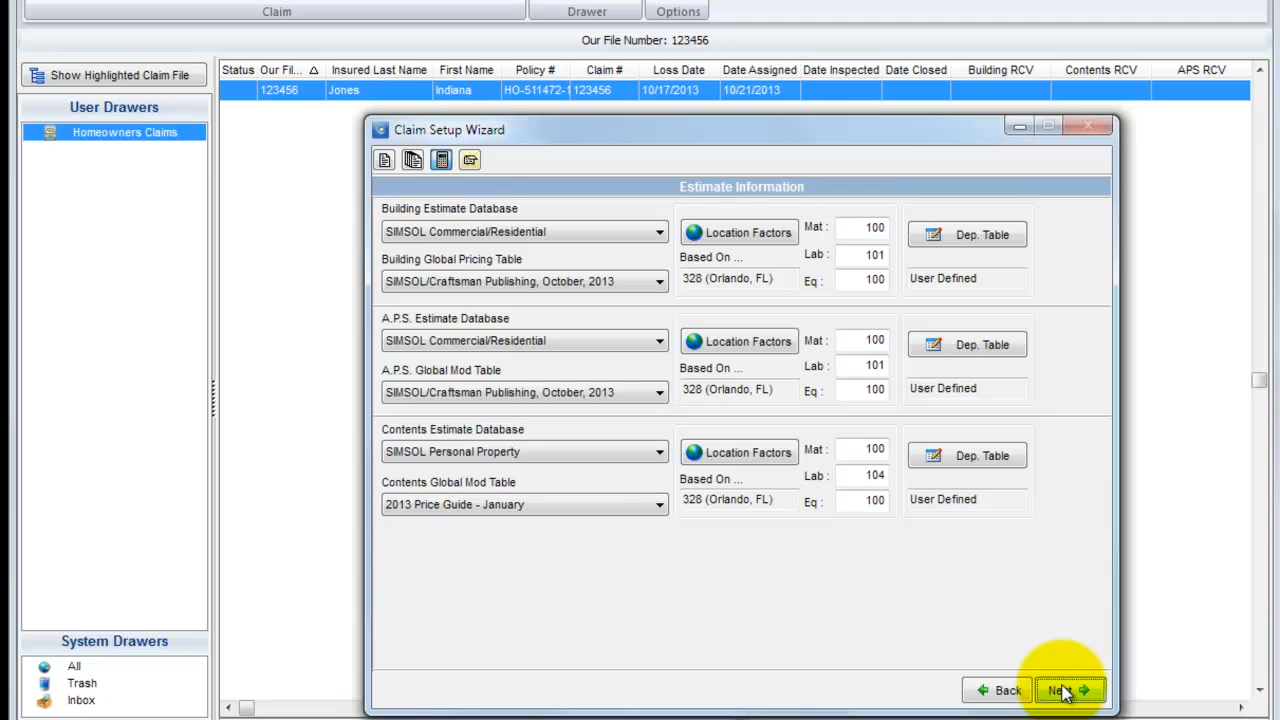 Claim Drawer Options
Our File Number: 123456
Show Highlighted Claim File
User Drawers
Homeowners Claims
Status Our Fil... Insured Last Name First Name Policy # Claim # Loss Date Date Assigned Date Inspected Date Closed Building RCV Contents RCV APS RCV
123456 Jones Indiana HO-511472-1 123456 10/17/2013 10/21/2013
Claim Setup Wizard
Estimate Information
Building Estimate Database
SIMSOL Commercial/Residential
Building Global Pricing Table
SIMSOL/Craftsman Publishing, October, 2013
Location Factors
Based On ...
328 (Orlando, FL)
Mat : 100
Lab : 101
Eq : 100
Dep. Table
User Defined
A.P.S. Estimate Database
SIMSOL Commercial/Residential
A.P.S. Global Mod Table
SIMSOL/Craftsman Publishing, October, 2013
Location Factors
Based On ...
328 (Orlando, FL)
Mat : 100
Lab : 101
Eq : 100
Dep. Table
User Defined
Contents Estimate Database
SIMSOL Personal Property
Contents Global Mod Table
2013 Price Guide - January
Location Factors
Based On ...
328 (Orlando, FL)
Mat : 100
Lab : 104
Eq : 100
Dep. Table
User Defined
Back
System Drawers
All
Trash
Inbox